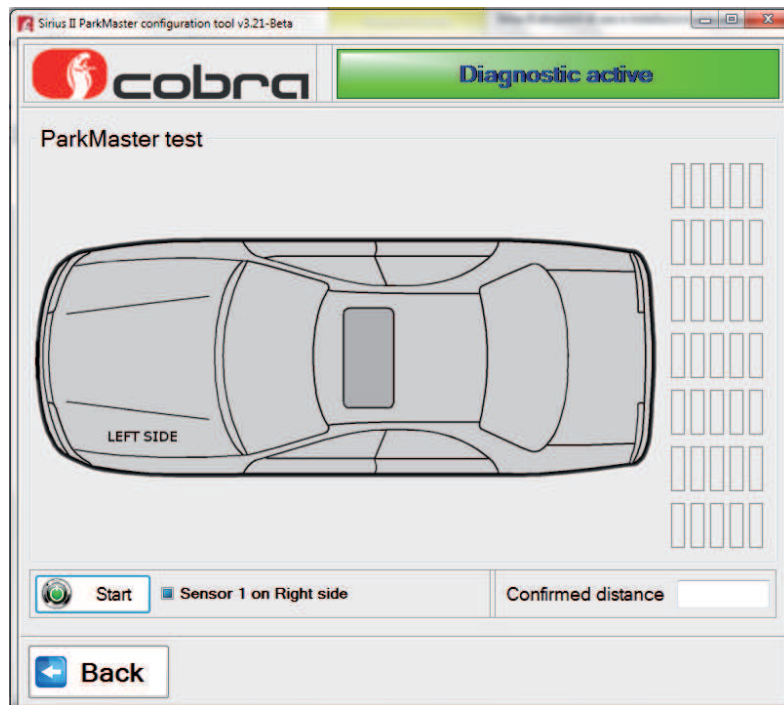 Sirius II ParkMaster configuration tool v3.21-Beta
cobra
Diagnostic active
ParkMaster test
LEFT SIDE
Start
Sensor 1 on Right side
Confirmed distance
Back